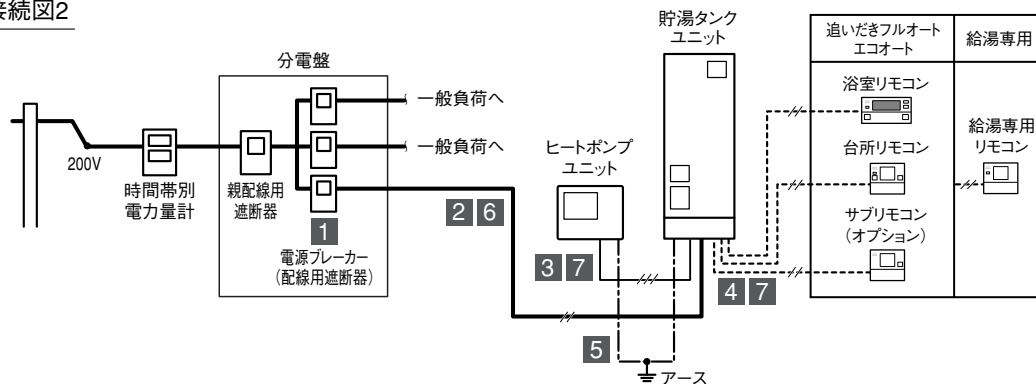 接続図2
200V
時間帯別
電力量計
分電盤
親配線用
遮断器
1
電源ブレーカー
(配線用遮断器)
一般負荷へ
一般負荷へ
2 6
ヒートポンプ
ユニット
3 7
貯湯タンク
ユニット
4 7
5
アース
追いだきフルオート
エコオート
給湯専用
浴室リモコン
台所リモコン
サブリモコン
(オプション)
給湯専用
リモコン